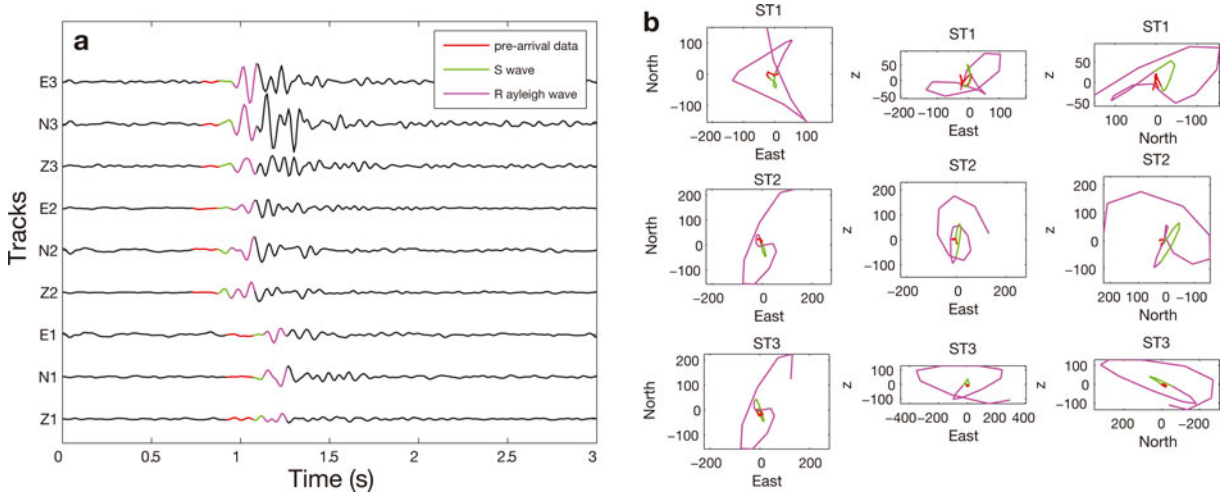 a
pre-arrival data
S wave
R ayleigh wave
E3
N3
Z3
E2
N2
Z2
E1
N1
Z1
Tracks
0 0.5 1 1.5 2 2.5 3
Time (s)
b
ST1
North
100
0
−100
−200 0 100
East
ST1
z
50
0
−50
−100 0 100
East
ST1
z
50
0
−50
100 0 −100
North
ST2
North
200
100
0
−100
−200 0 200
East
ST2
z
200
100
0
−100
−200 0 200
East
ST2
z
200
100
0
−100
200 100 0 −100
North
ST3
North
200
100
0
−100
−200 0 200
East
ST3
z
100
0
−100
−400 −200 0 200 400
East
ST3
z
100
0
−100
200 0 −200
North